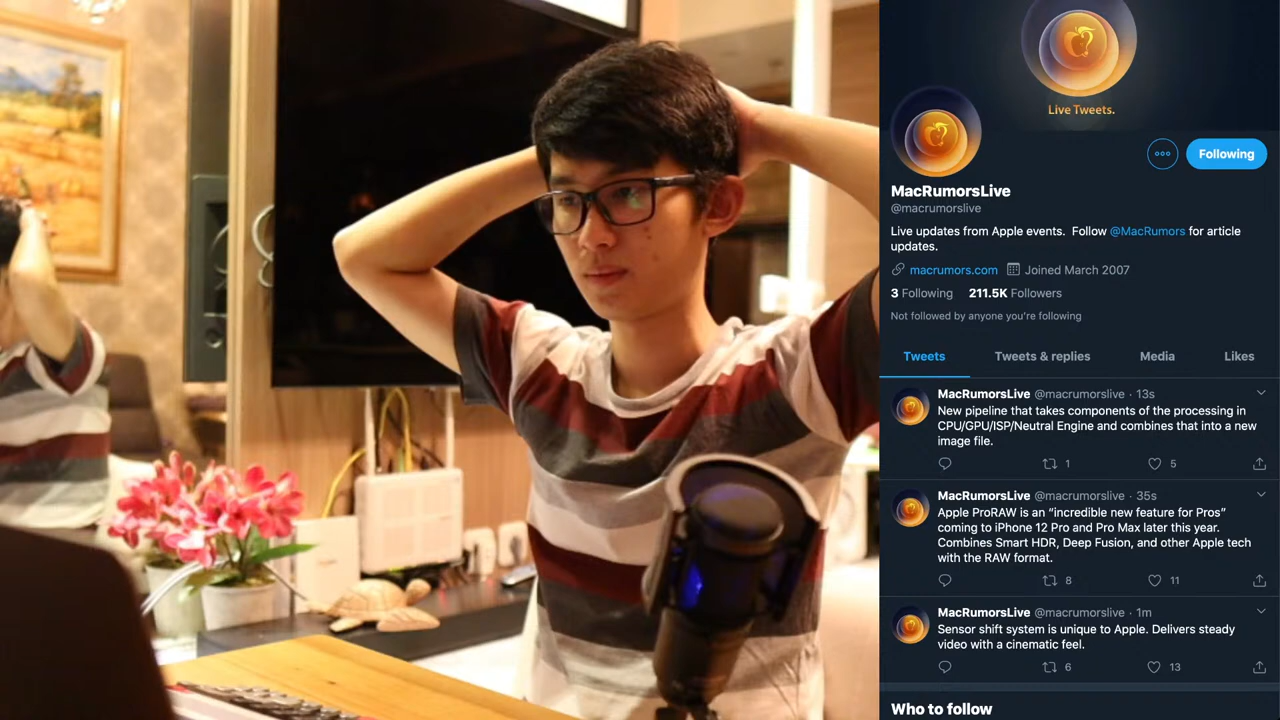 Live Tweets.
Following
MacRumorsLive
@macrumorslive
Live updates from Apple events.  Follow @MacRumors for article
updates.
macrumors.com Joined March 2007
3 Following 211.5K Followers
Not followed by anyone you're following
Tweets Tweets & replies Media Likes
MacRumorsLive @macrumorslive · 13s
New pipeline that takes components of the processing in
CPU/GPU/ISP/Neutral Engine and combines that into a new
image file.
1 5
MacRumorsLive @macrumorslive · 35s
Apple ProRAW is an “incredible new feature for Pros”
coming to iPhone 12 Pro and Pro Max later this year.
Combines Smart HDR, Deep Fusion, and other Apple tech
with the RAW format.
8 11
MacRumorsLive @macrumorslive · 1m
Sensor shift system is unique to Apple. Delivers steady
video with a cinematic feel.
6 13
Who to follow